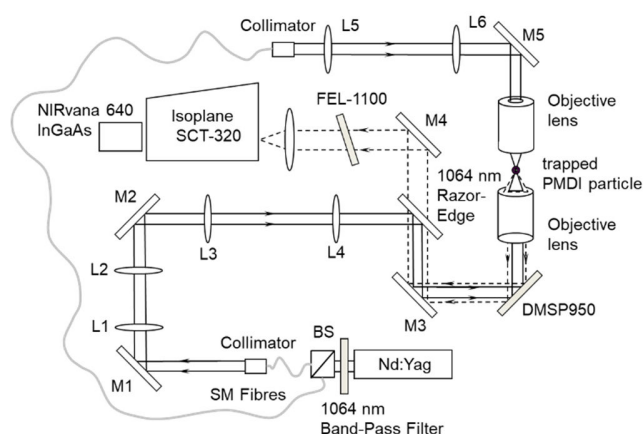 Collimator
L5
L6
M5
NIRvana 640
InGaAs
Isoplane
SCT-320
FEL-1100
M4
Objective
lens
1064 nm
Razor-
Edge
trapped
PMDI particle
M2
L3
L4
Objective
lens
L2
L1
M3
DMSP950
M1
Collimator
BS
SM Fibres
Nd:Yag
1064 nm
Band-Pass Filter